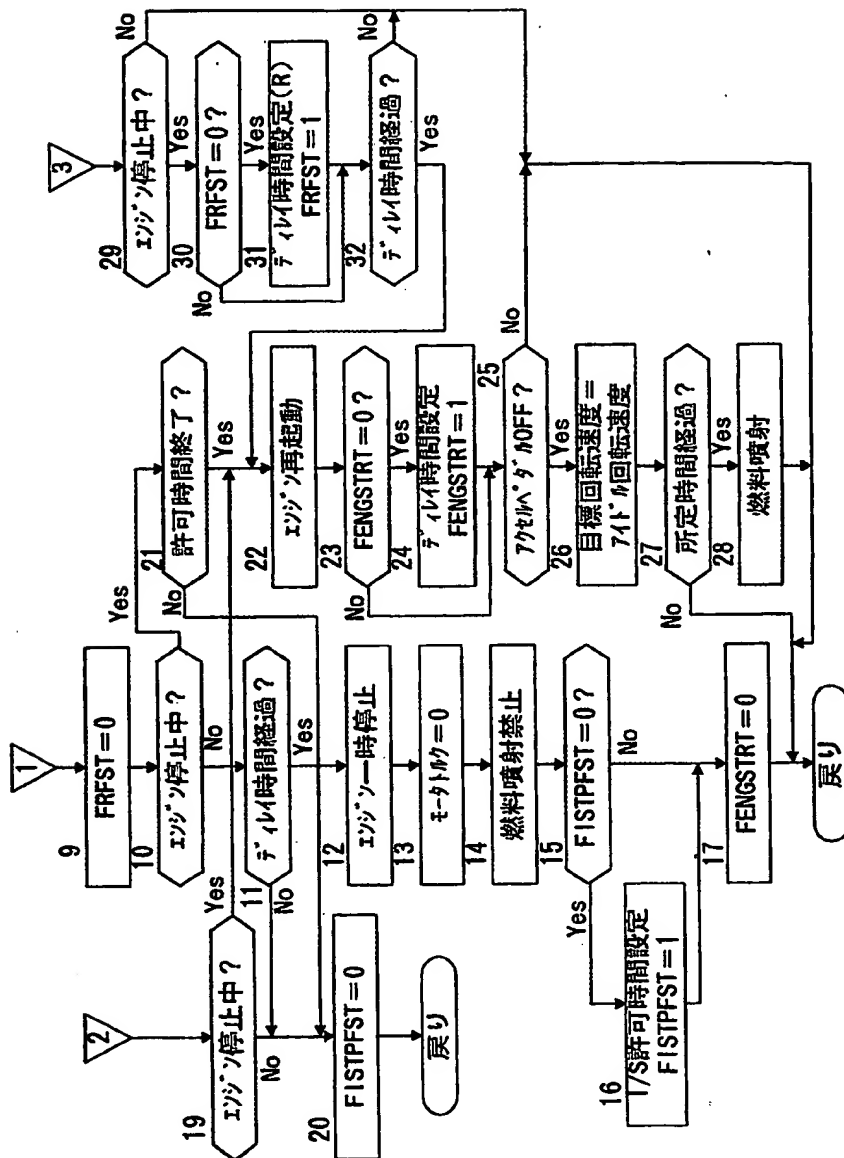 1
9
FRFST=0
10
エンジン停止中?
Yes
No
11
ディレイ時間経過?
No
Yes
12
エンジン一時停止
13
モータトルク=0
14
燃料噴射禁止
15
FISTPFST=0?
Yes
No
16
I/S許可時間設定
FISTPFST=1
17
FENGSTRT=0
戻り
2
19
エンジン停止中?
Yes
No
20
FISTPFST=0
戻り
21
許可時間終了?
No
Yes
22
エンジン再起動
23
FENGSTRT=0?
No
Yes
24
ディレイ時間設定
FENGSTRT=1
25
アクセルペダルOFF?
No
Yes
26
目標回転速度=
アイドル回転速度
27
所定時間経過?
No
Yes
28
燃料噴射
3
29
エンジン停止中?
No
Yes
30
FRFST=0?
No
Yes
31
ディレイ時間設定(R)
FRFST=1
32
ディレイ時間経過?
No
Yes